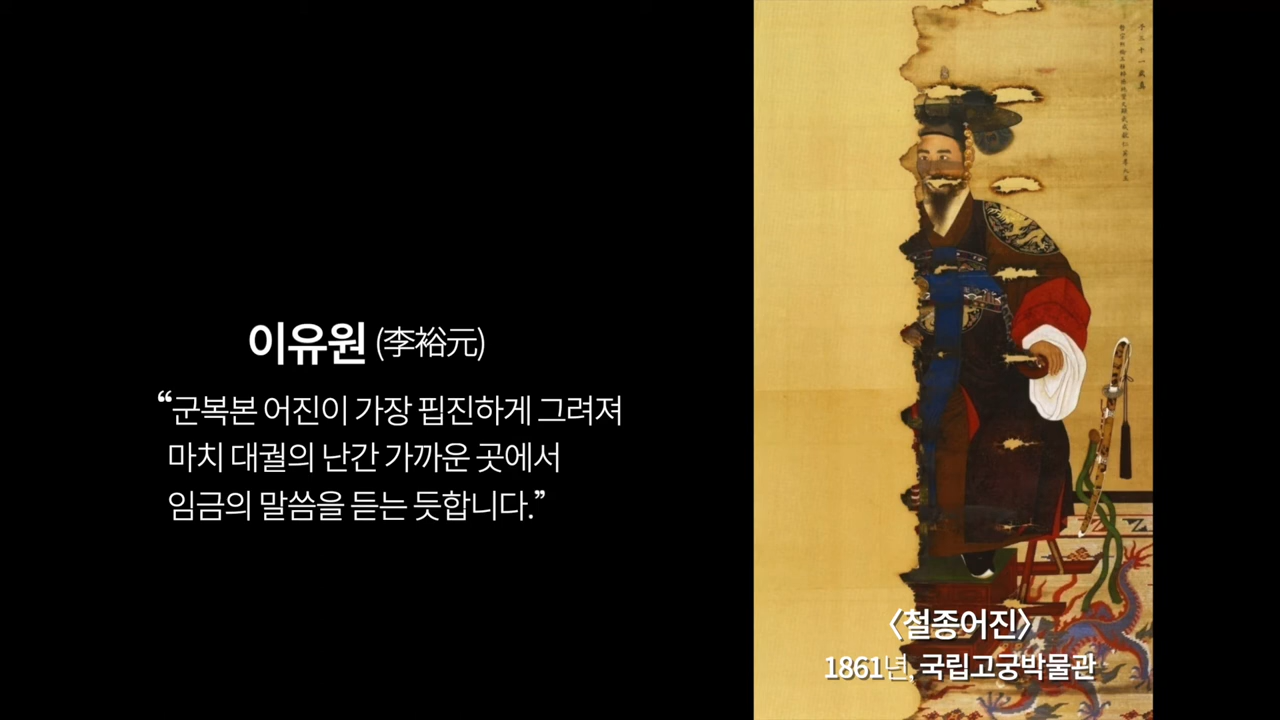 이유원 (李裕元)
“군복본 어진이 가장 핍진하게 그려져
마치 대궐의 난간 가까운 곳에서
임금의 말씀을 듣는 듯합니다.”
〈철종어진〉
1861년, 국립고궁박물관